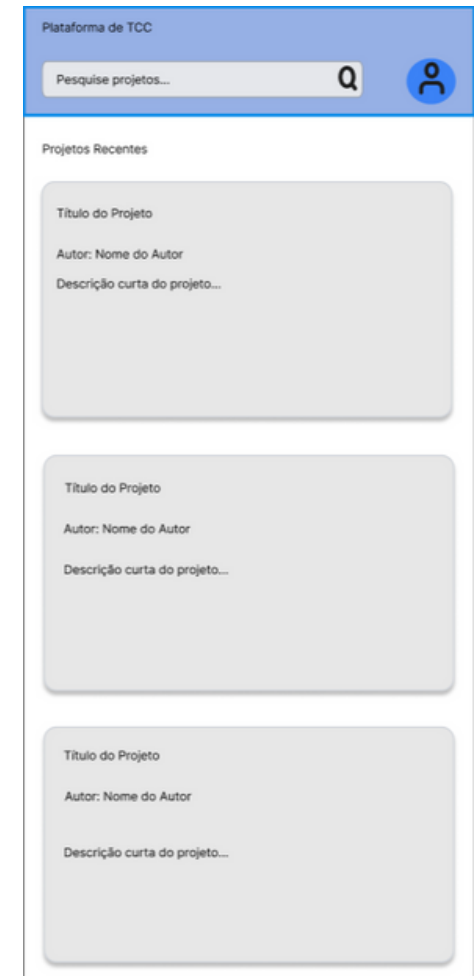 Plataforma de TCC
Pesquise projetos...
Projetos Recentes
Título do Projeto
Autor: Nome do Autor
Descrição curta do projeto...
Título do Projeto
Autor: Nome do Autor
Descrição curta do projeto...
Título do Projeto
Autor: Nome do Autor
Descrição curta do projeto...